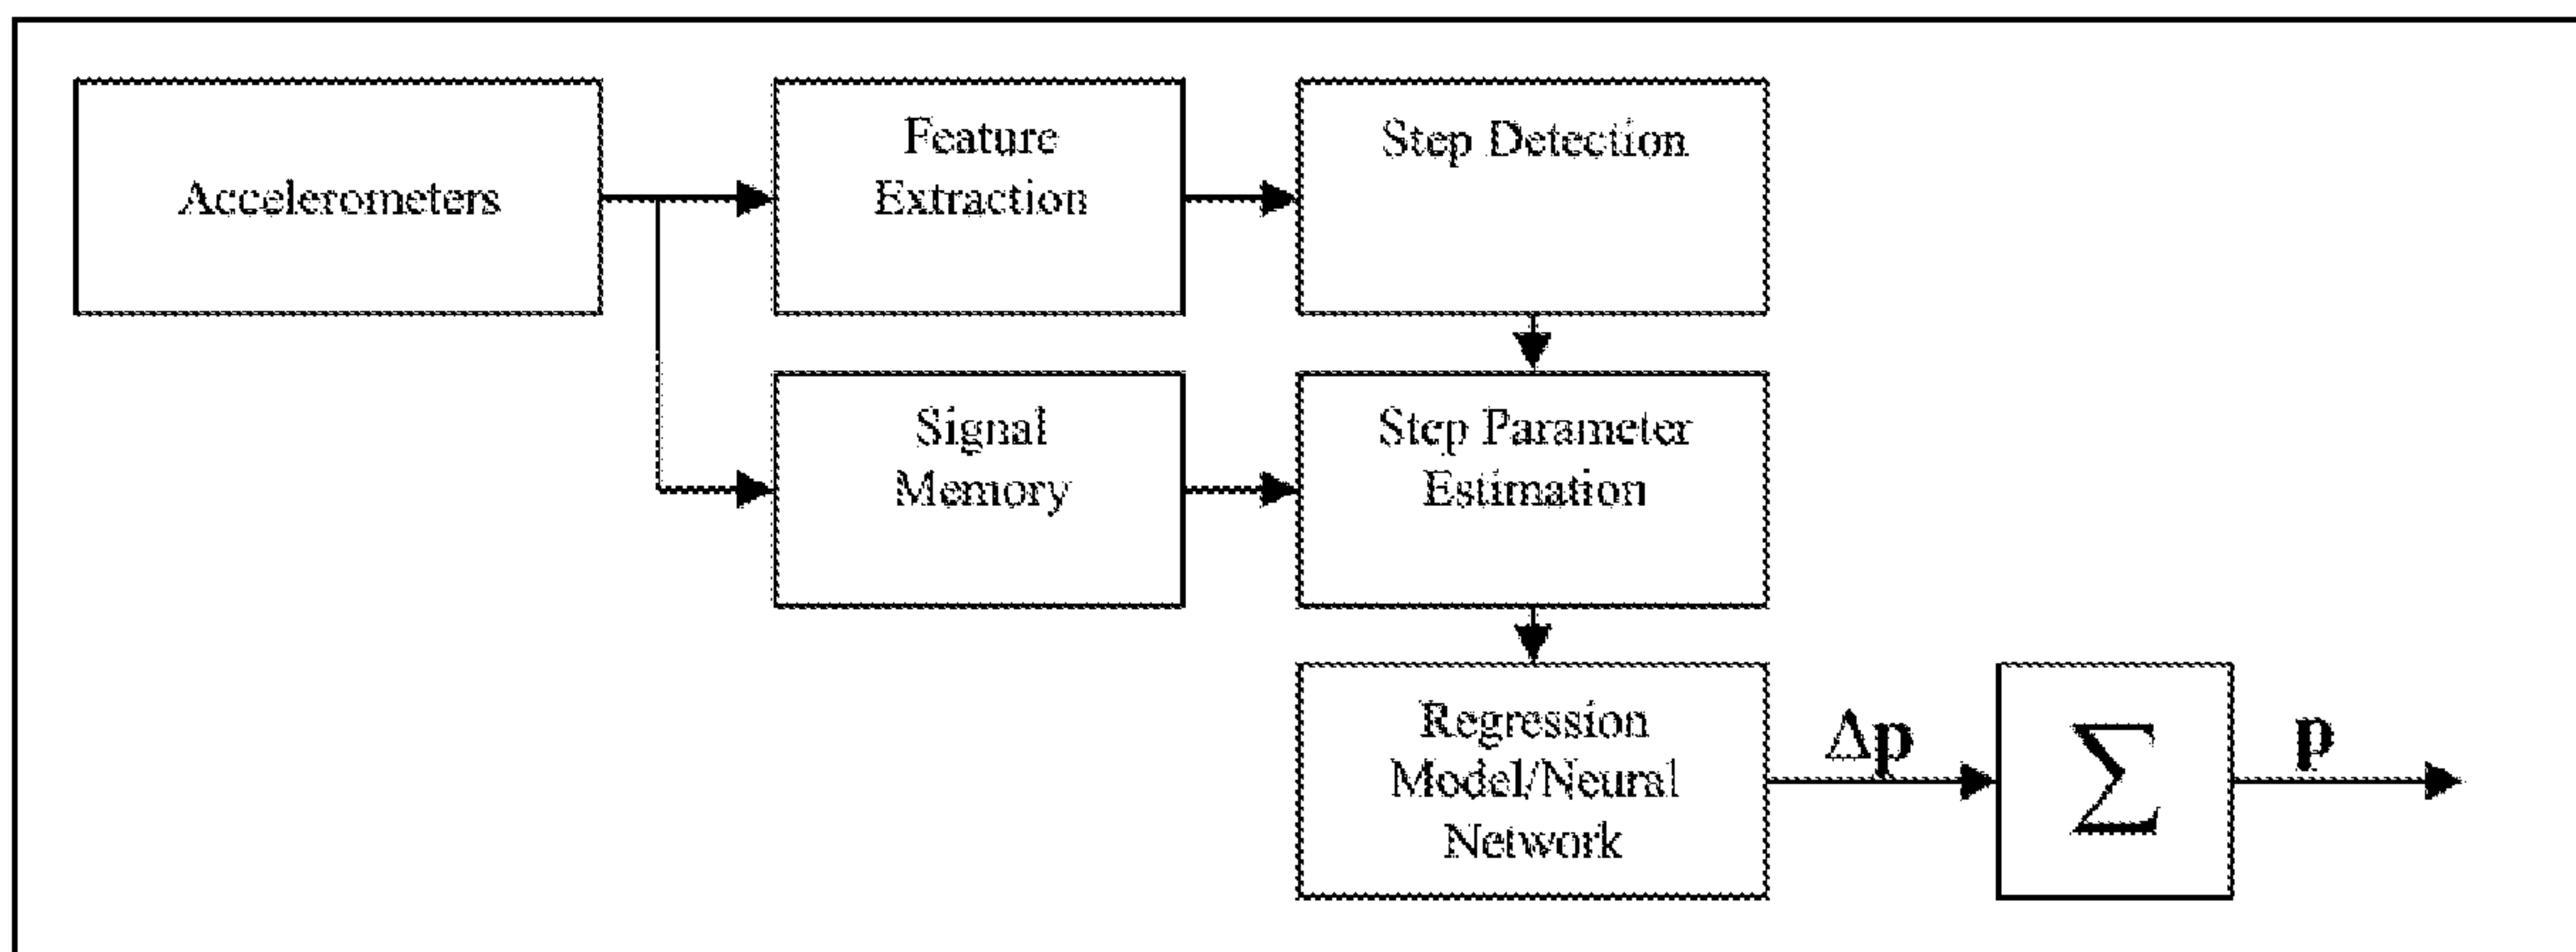 Accelerometers
Feature
Extraction
Step Detection
Signal
Memory
Step Parameter
Estimation
Regression
Model/Neural
Network
Δp
Σ
p